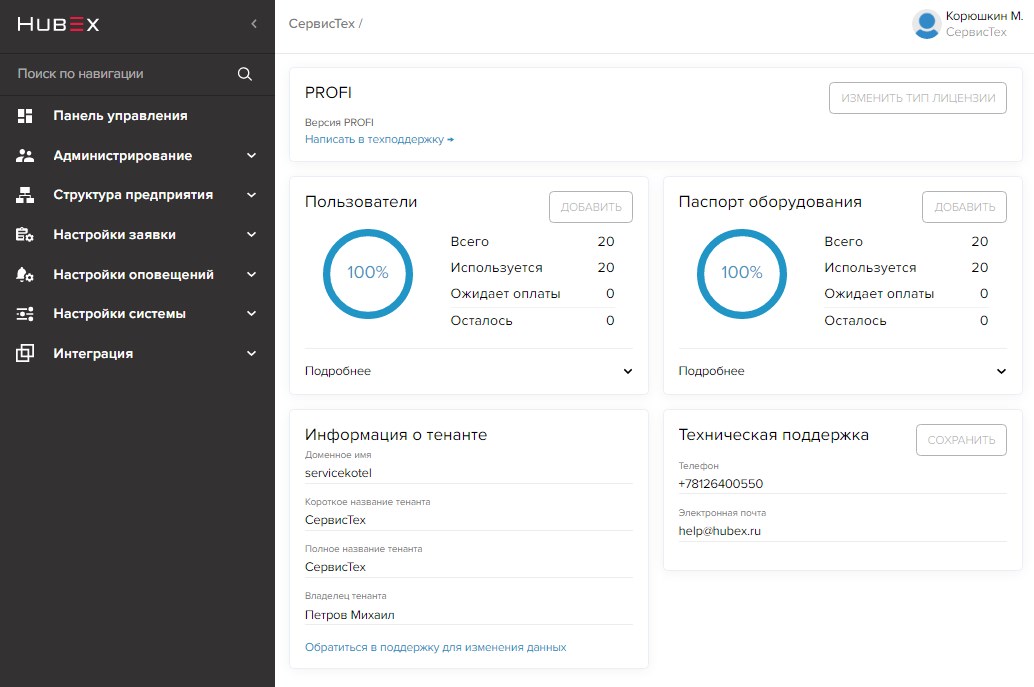 HUBEX
Поиск по навигации
Панель управления
Администрирование
Структура предприятия
Настройки заявки
Настройки оповещений
Настройки системы
Интеграция
СервисТех /
Корюшкин М.
СервисТех
PROFI
ИЗМЕНИТЬ ТИП ЛИЦЕНЗИИ
Версия PROFI
Написать в техподдержку →
Пользователи
ДОБАВИТЬ
100%
Всего 20
Используется 20
Ожидает оплаты 0
Осталось 0
Подробнее
Паспорт оборудования
ДОБАВИТЬ
100%
Всего 20
Используется 20
Ожидает оплаты 0
Осталось 0
Подробнее
Информация о тенанте
Доменное имя
servicekotel
Короткое название тенанта
СервисТех
Полное название тенанта
СервисТех
Владелец тенанта
Петров Михаил
Обратиться в поддержку для изменения данных
Техническая поддержка
СОХРАНИТЬ
Телефон
+78126400550
Электронная почта
help@hubex.ru